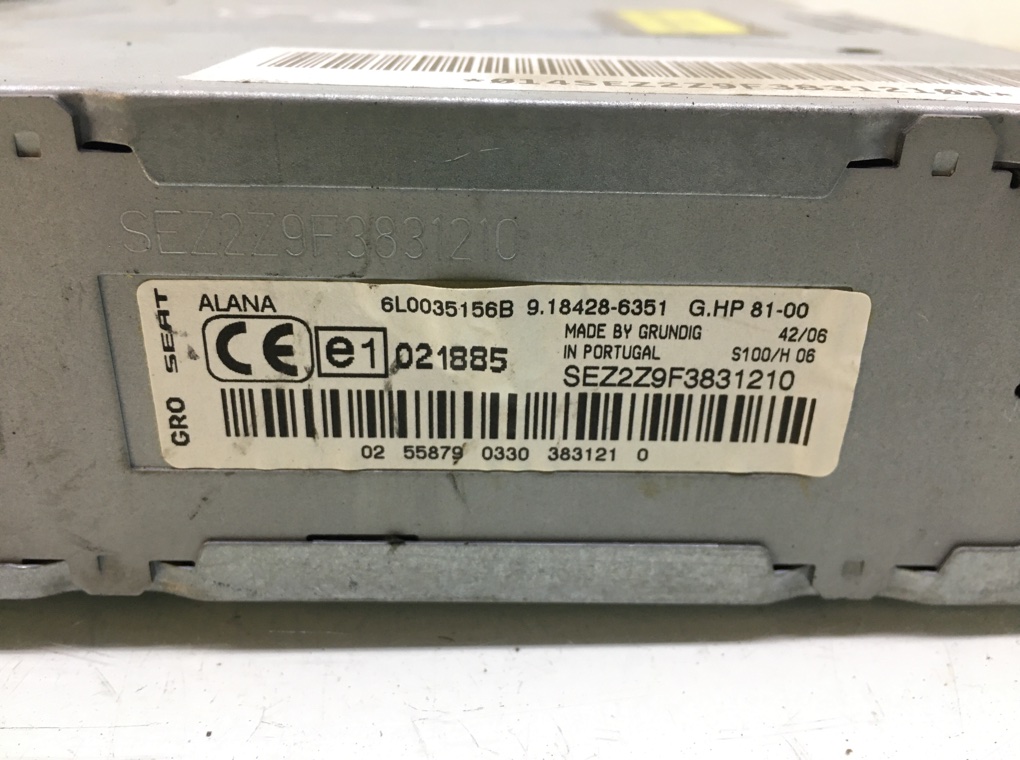 *014SEZ2Z9F3831210W*
SEZ2Z9F3831210
GRO SEAT
ALANA 6L0035156B 9.18428-6351 G.HP 81-00
MADE BY GRUNDIG 42/06
IN PORTUGAL S100/H 06
CE e1 021885
SEZ2Z9F3831210
02 55879 0330 383121 0